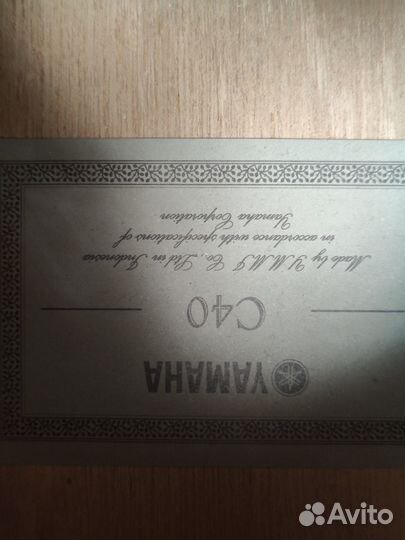 YAMAHA
C40
Made by Y.M.M.I Co., Ltd in Indonesia
in accordance with specifications of
Yamaha Corporation
Avito